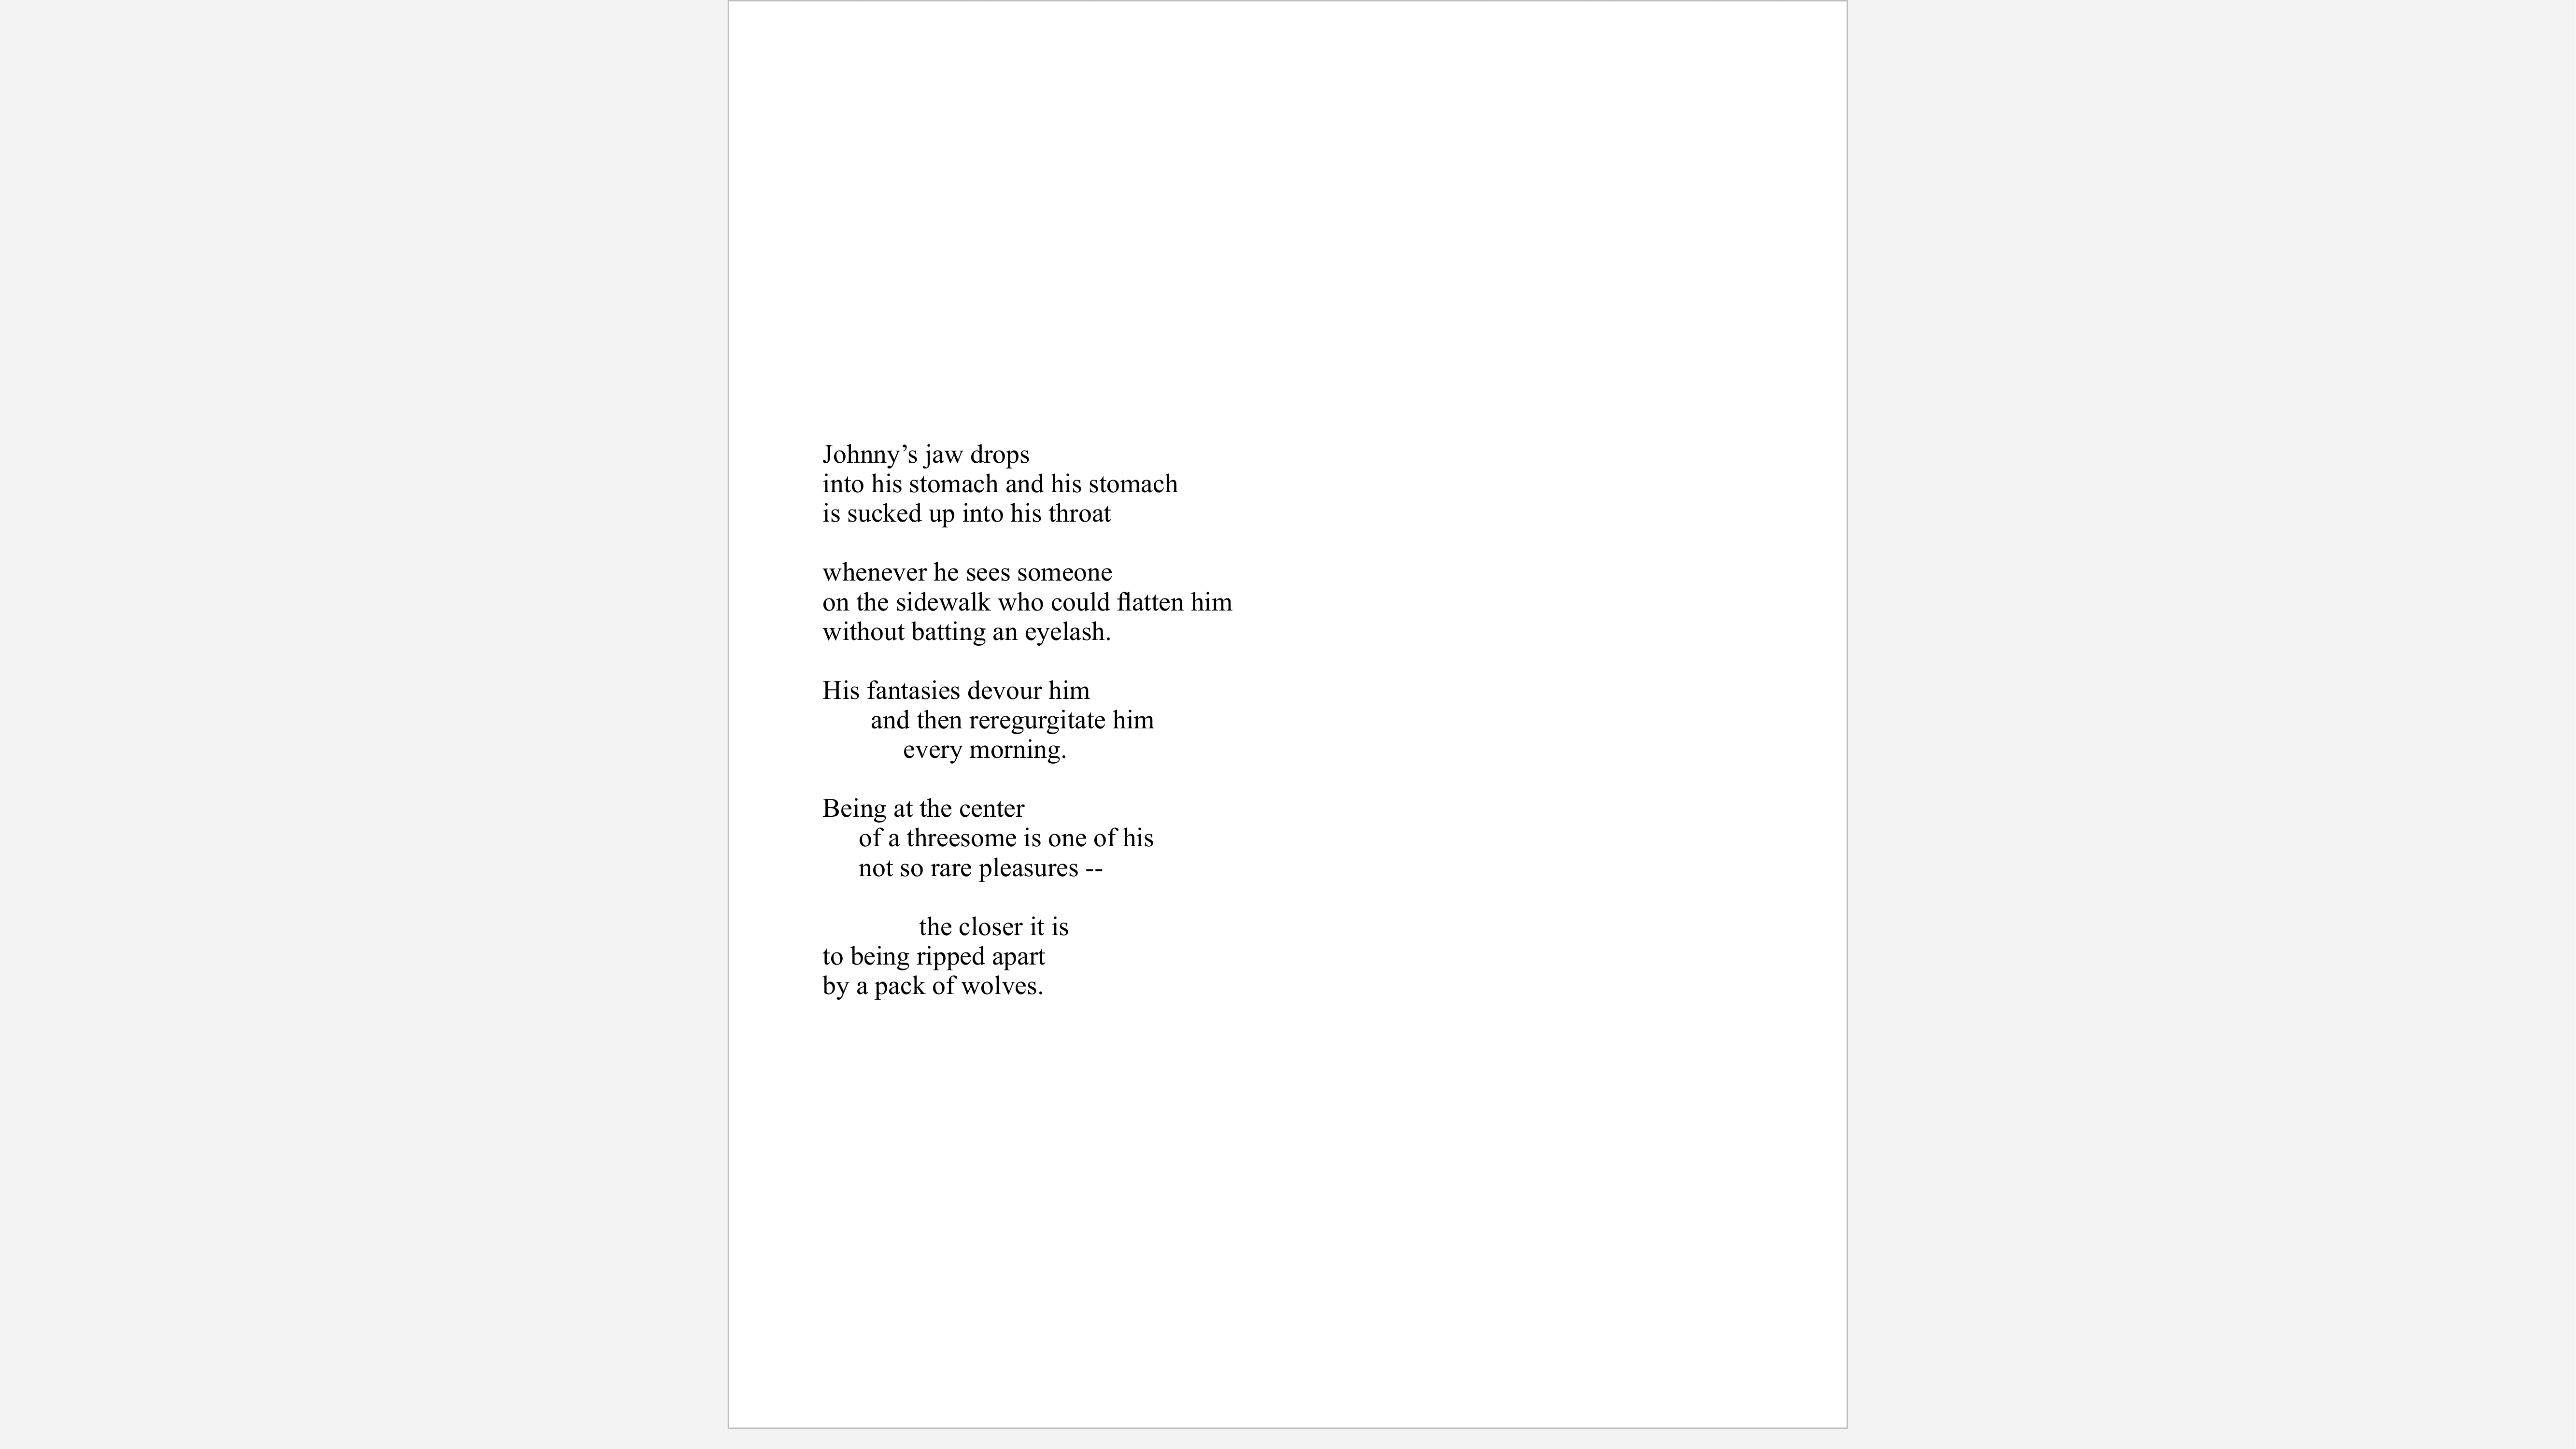 Johnny’s jaw drops
into his stomach and his stomach
is sucked up into his throat
whenever he sees someone
on the sidewalk who could flatten him
without batting an eyelash.
His fantasies devour him
and then reregurgitate him
every morning.
Being at the center
of a threesome is one of his
not so rare pleasures --
the closer it is
to being ripped apart
by a pack of wolves.